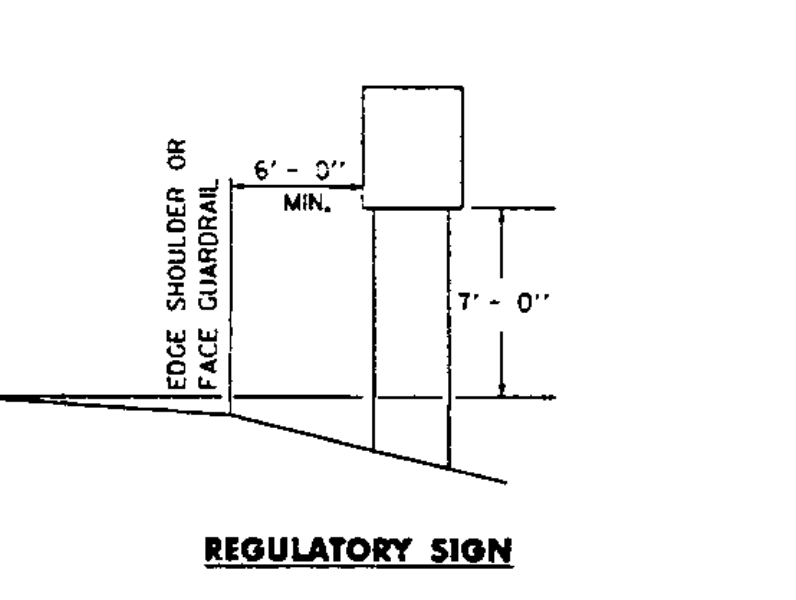 EDGE SHOULDER OR
FACE GUARDRAIL
6' - 0''
MIN.
7' - 0''
REGULATORY SIGN